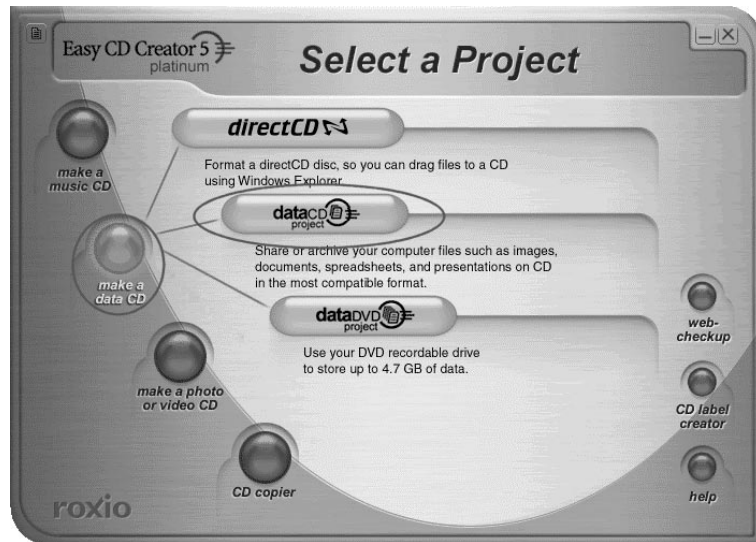 Easy CD Creator 5
platinum
Select a Project
make a
music CD
directCD
Format a directCD disc, so you can drag files to a CD
using Windows Explorer
make a
data CD
dataCD
project
Share or archive your computer files such as images,
documents, spreadsheets, and presentations on CD
in the most compatible format.
dataDVD
project
Use your DVD recordable drive
to store up to 4.7 GB of data.
make a photo
or video CD
CD copier
web-
checkup
CD label
creator
help
roxio